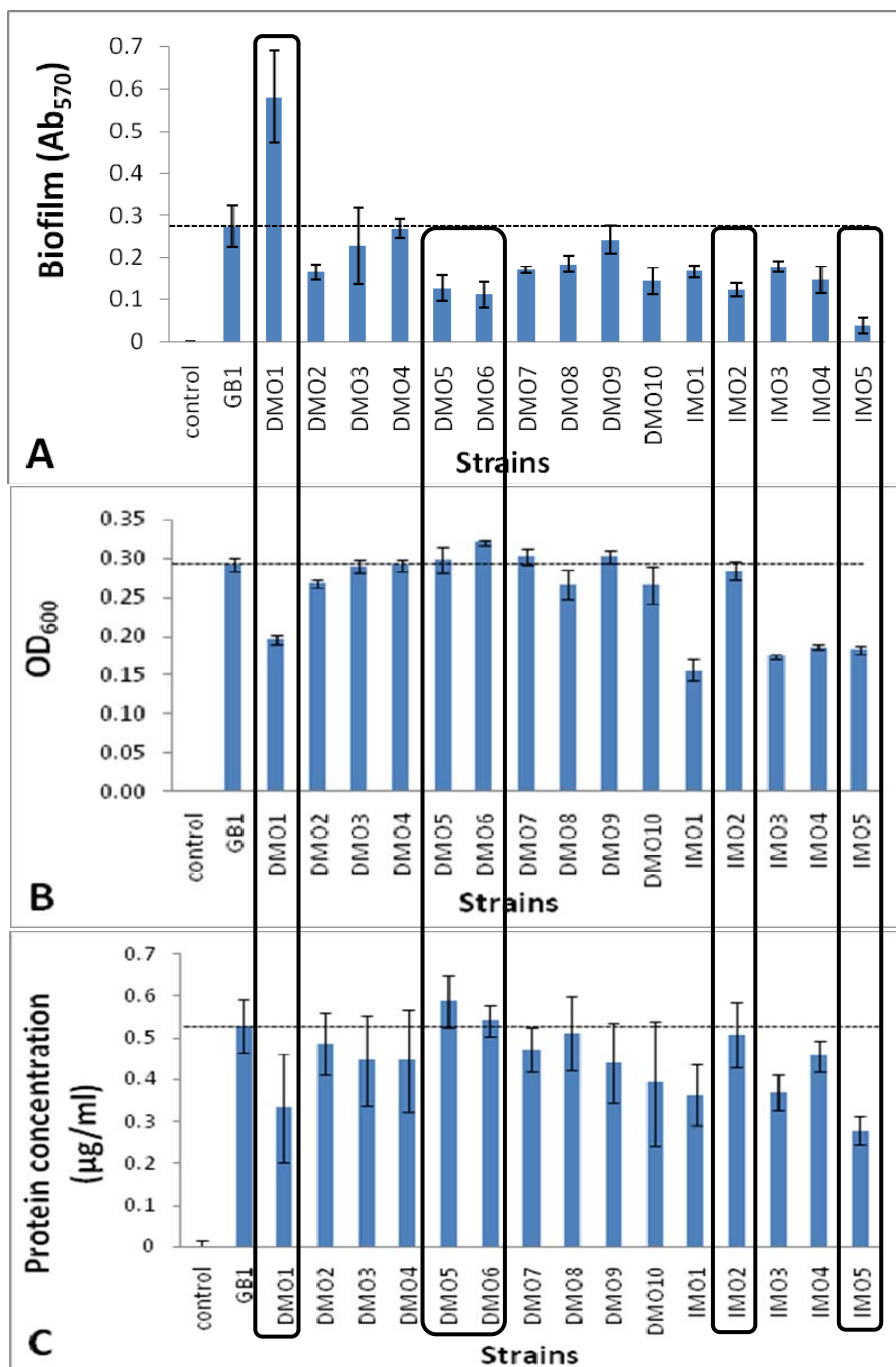 Biofilm (Ab570)
0.7
0.6
0.5
0.4
0.3
0.2
0.1
0
control
GB1
DMO1
DMO2
DMO3
DMO4
DMO5
DMO6
DMO7
DMO8
DMO9
DMO10
IMO1
IMO2
IMO3
IMO4
IMO5
Strains
A
OD600
0.35
0.30
0.25
0.20
0.15
0.10
0.05
0.00
control
GB1
DMO1
DMO2
DMO3
DMO4
DMO5
DMO6
DMO7
DMO8
DMO9
DMO10
IMO1
IMO2
IMO3
IMO4
IMO5
Strains
B
Protein concentration
(µg/ml)
0.7
0.6
0.5
0.4
0.3
0.2
0.1
0
control
GB1
DMO1
DMO2
DMO3
DMO4
DMO5
DMO6
DMO7
DMO8
DMO9
DMO10
IMO1
IMO2
IMO3
IMO4
IMO5
Strains
C